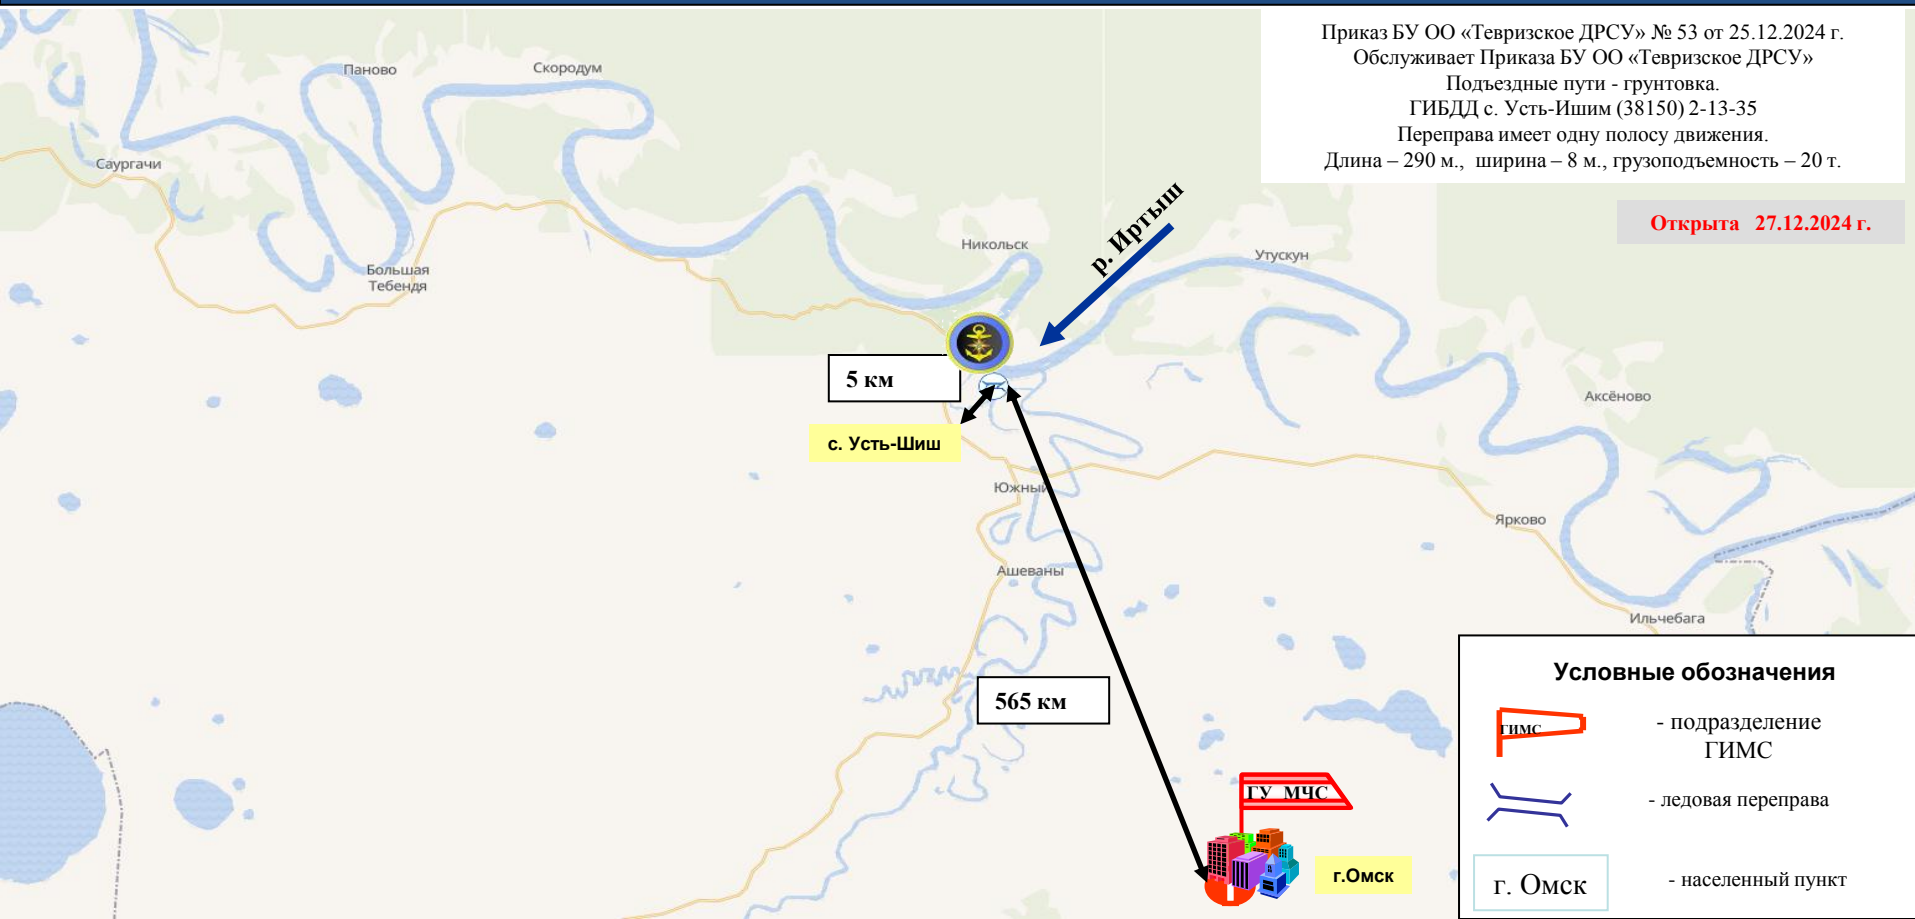 Приказ БУ ОО «Тевризское ДРСУ» № 53 от 25.12.2024 г.
Обслуживает Приказа БУ ОО «Тевризское ДРСУ»
Подъездные пути - грунтовка.
ГИБДД с. Усть-Ишим (38150) 2-13-35
Переправа имеет одну полосу движения.
Длина – 290 м., ширина – 8 м., грузоподъемность – 20 т.
Открыта 27.12.2024 г.
Паново
Скородум
Саургачи
Большая
Тебендя
Никольск
р. Иртыш
Утускун
5 км
с. Усть-Шиш
Аксёново
Южный
Ярково
Ашеваны
Ильчебага
565 км
ГУ МЧС
г.Омск
Условные обозначения
ГИМС
- подразделение
ГИМС
- ледовая переправа
г. Омск
- населенный пункт